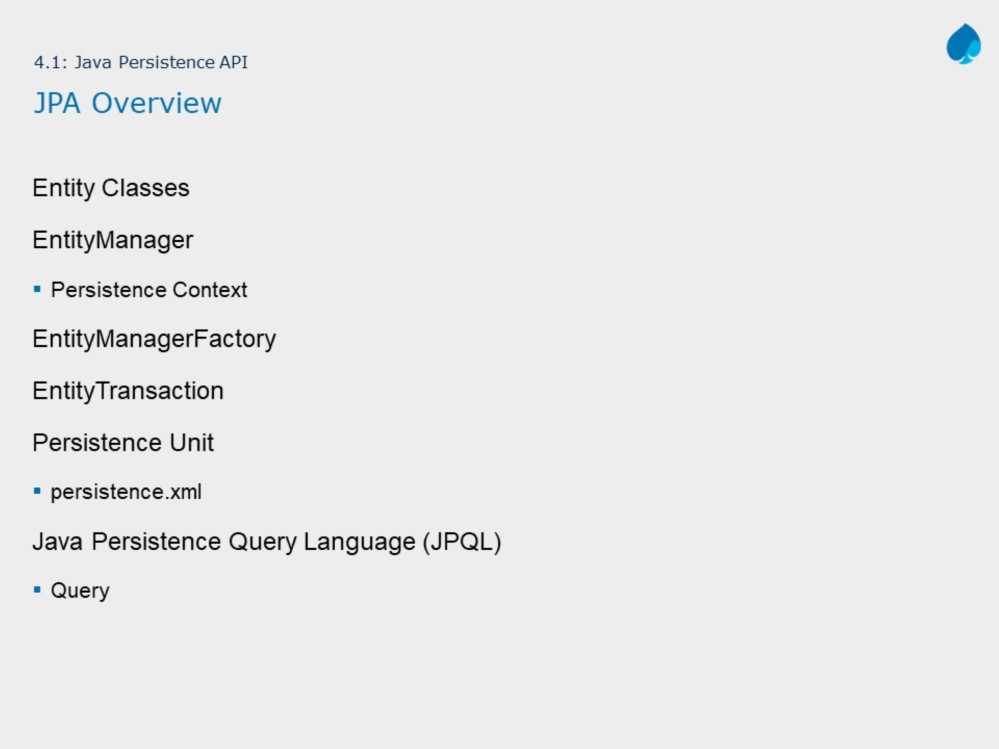 4.1: Java Persistence API
JPA Overview
Entity Classes
EntityManager
▪ Persistence Context
EntityManagerFactory
EntityTransaction
Persistence Unit
▪ persistence.xml
Java Persistence Query Language (JPQL)
▪ Query